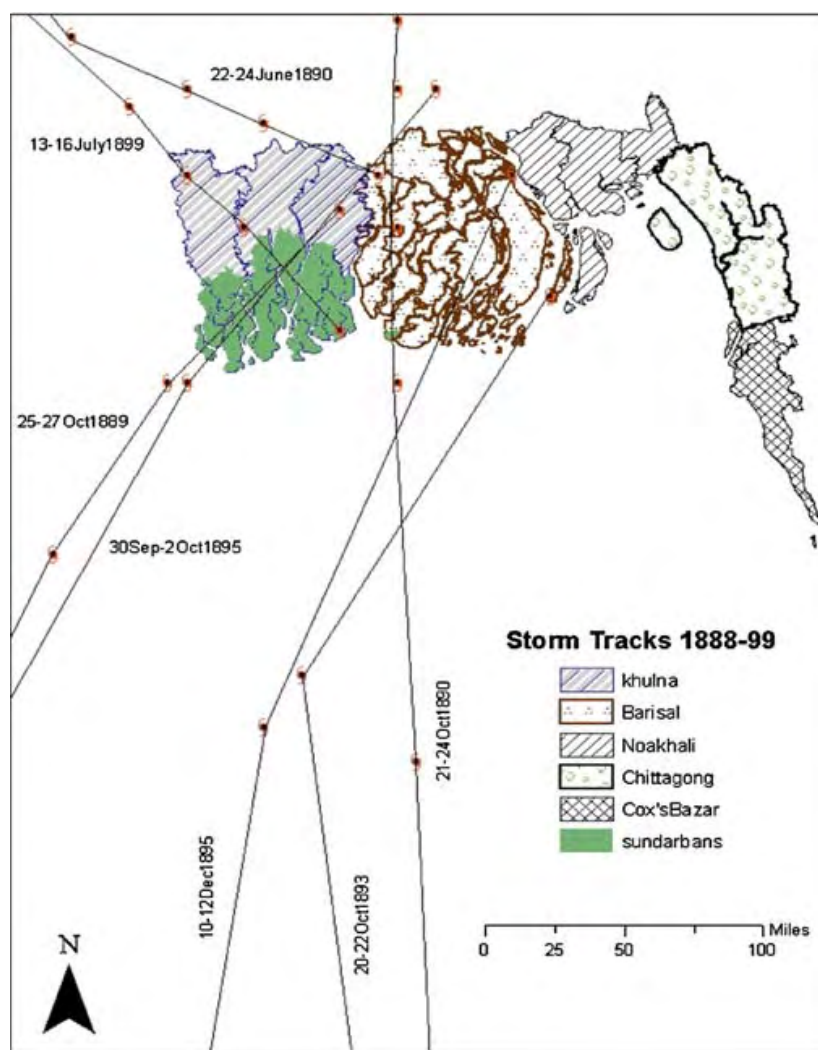 22-24June1890
13-16July1899
25-27Oct1889
30Sep-2Oct1895
21-24Oct1890
10-12Dec1895
20-22Oct1893
Storm Tracks 1888-99
khulna
Barisal
Noakhali
Chittagong
Cox'sBazar
sundarbans
N
Miles
0 25 50 100